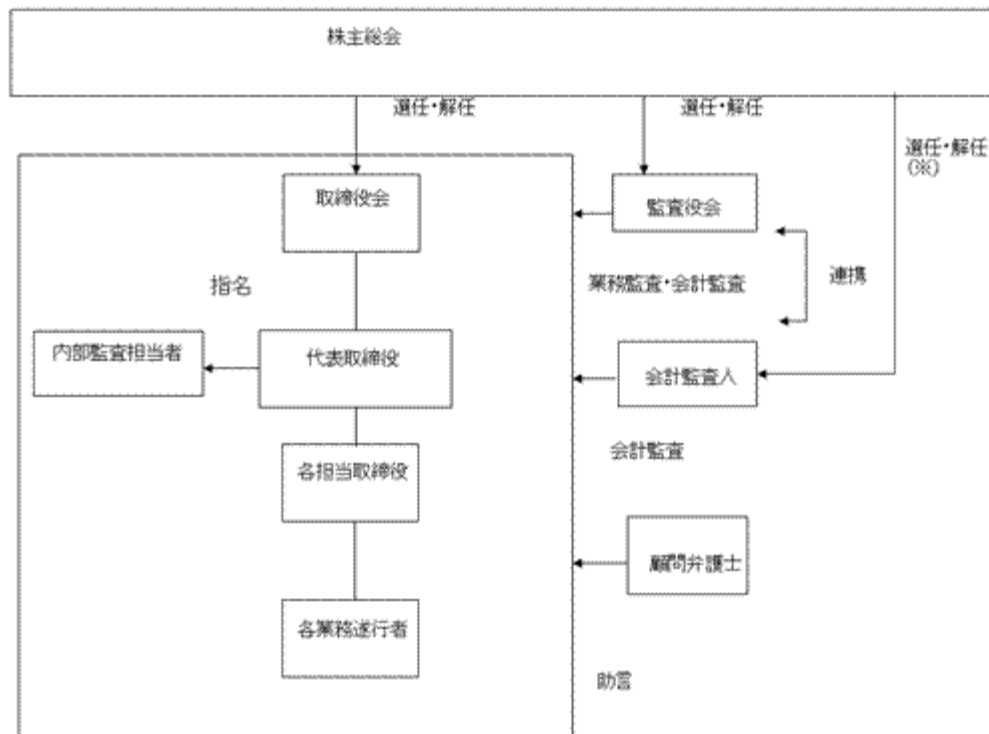 株主総会
選任・解任
選任・解任
選任・解任
(※)
取締役会
監査役会
指名
業務監査・会計監査
連携
内部監査担当者
代表取締役
会計監査人
各担当取締役
会計監査
顧問弁護士
各業務遂行者
助言